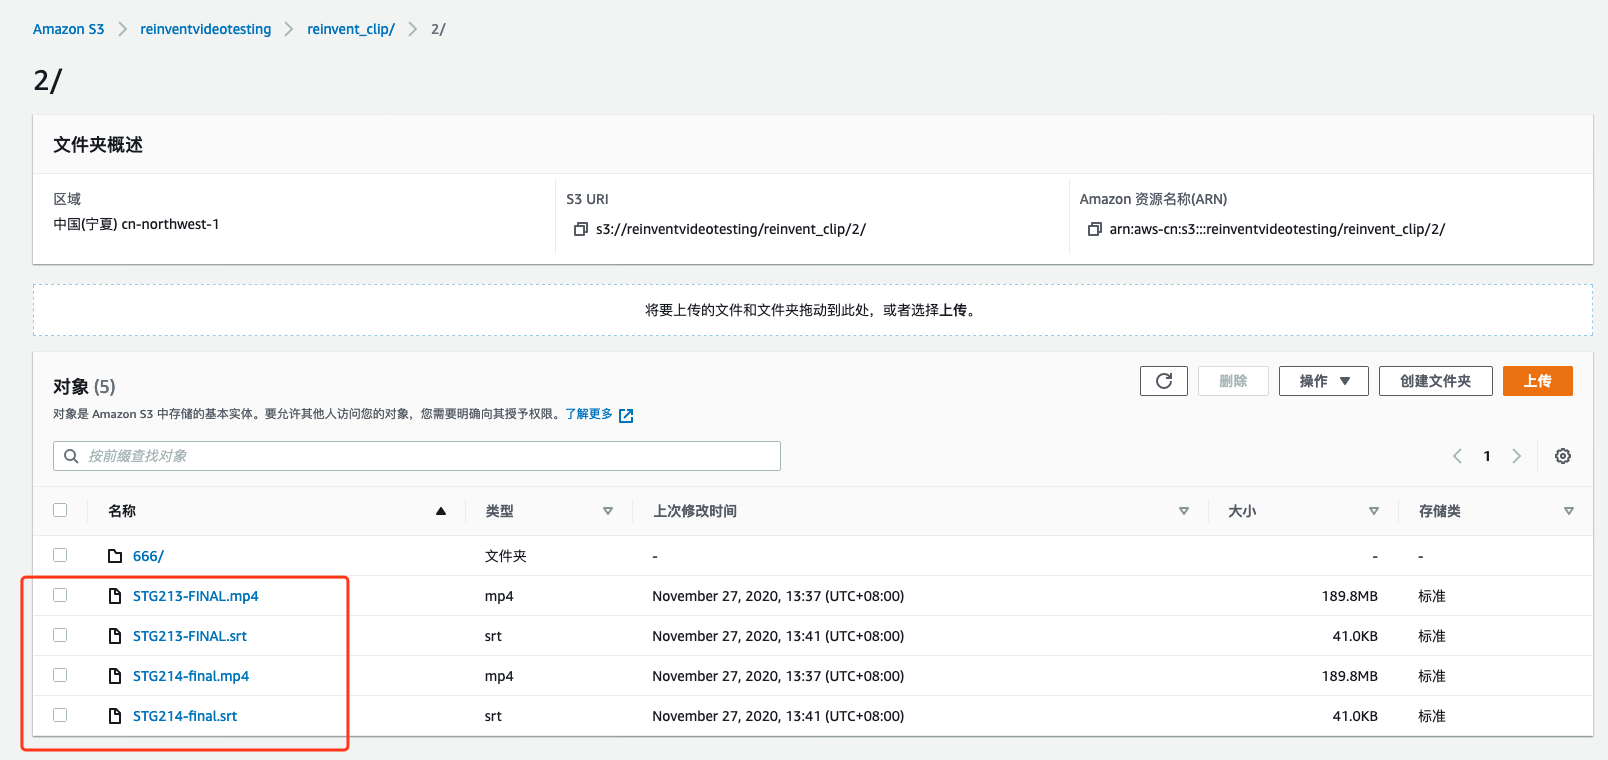 Amazon S3 reinventvideotesting reinvent_clip/ 2/
2/
文件夹概述
区域 S3 URI Amazon 资源名称(ARN)
中国(宁夏) cn-northwest-1 s3://reinventvideotesting/reinvent_clip/2/ arn:aws-cn:s3:::reinventvideotesting/reinvent_clip/2/
将要上传的文件和文件夹拖动到此处，或者选择上传。
对象 (5) 删除 操作 创建文件夹 上传
对象是 Amazon S3 中存储的基本实体。要允许其他人访问您的对象，您需要明确向其授予权限。了解更多
按前缀查找对象 1
名称 类型 上次修改时间 大小 存储类
666/ 文件夹 - - -
STG213-FINAL.mp4 mp4 November 27, 2020, 13:37 (UTC+08:00) 189.8MB 标准
STG213-FINAL.srt srt November 27, 2020, 13:41 (UTC+08:00) 41.0KB 标准
STG214-final.mp4 mp4 November 27, 2020, 13:37 (UTC+08:00) 189.8MB 标准
STG214-final.srt srt November 27, 2020, 13:41 (UTC+08:00) 41.0KB 标准